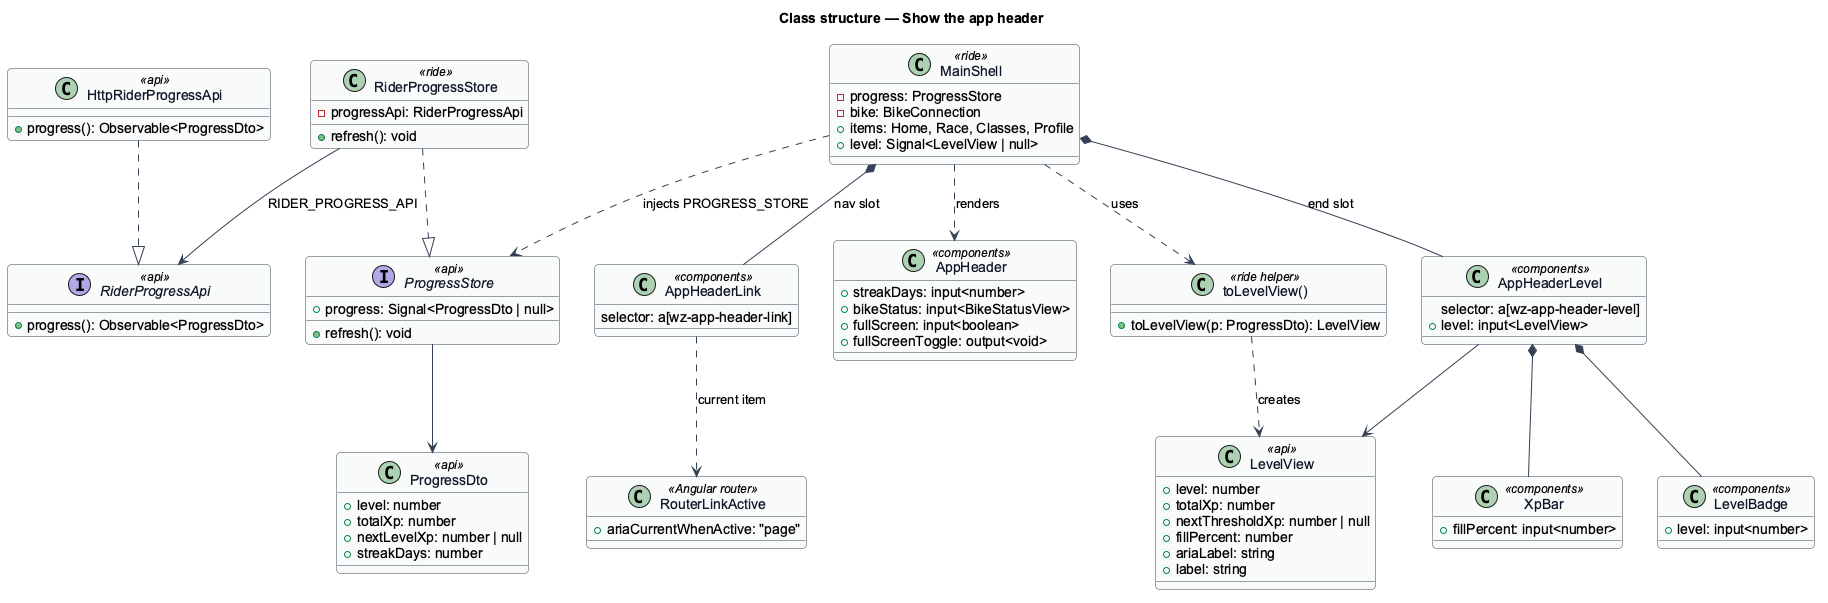 Class structure — Show the app header
«api»
C HttpRiderProgressApi
progress(): Observable<ProgressDto>
«ride»
C RiderProgressStore
progressApi: RiderProgressApi
refresh(): void
«ride»
C MainShell
progress: ProgressStore
bike: BikeConnection
items: Home, Race, Classes, Profile
level: Signal<LevelView | null>
RIDER_PROGRESS_API
injects PROGRESS_STORE
nav slot
renders
uses
end slot
«api»
I RiderProgressApi
progress(): Observable<ProgressDto>
«api»
I ProgressStore
progress: Signal<ProgressDto | null>
refresh(): void
«components»
C AppHeaderLink
selector: a[wz-app-header-link]
«components»
C AppHeader
streakDays: input<number>
bikeStatus: input<BikeStatusView>
fullScreen: input<boolean>
fullScreenToggle: output<void>
«ride helper»
C toLevelView()
toLevelView(p: ProgressDto): LevelView
«components»
C AppHeaderLevel
selector: a[wz-app-header-level]
level: input<LevelView>
current item
creates
«api»
C ProgressDto
level: number
totalXp: number
nextLevelXp: number | null
streakDays: number
«Angular router»
C RouterLinkActive
ariaCurrentWhenActive: "page"
«api»
C LevelView
level: number
totalXp: number
nextThresholdXp: number | null
fillPercent: number
ariaLabel: string
label: string
«components»
C XpBar
fillPercent: input<number>
«components»
C LevelBadge
level: input<number>